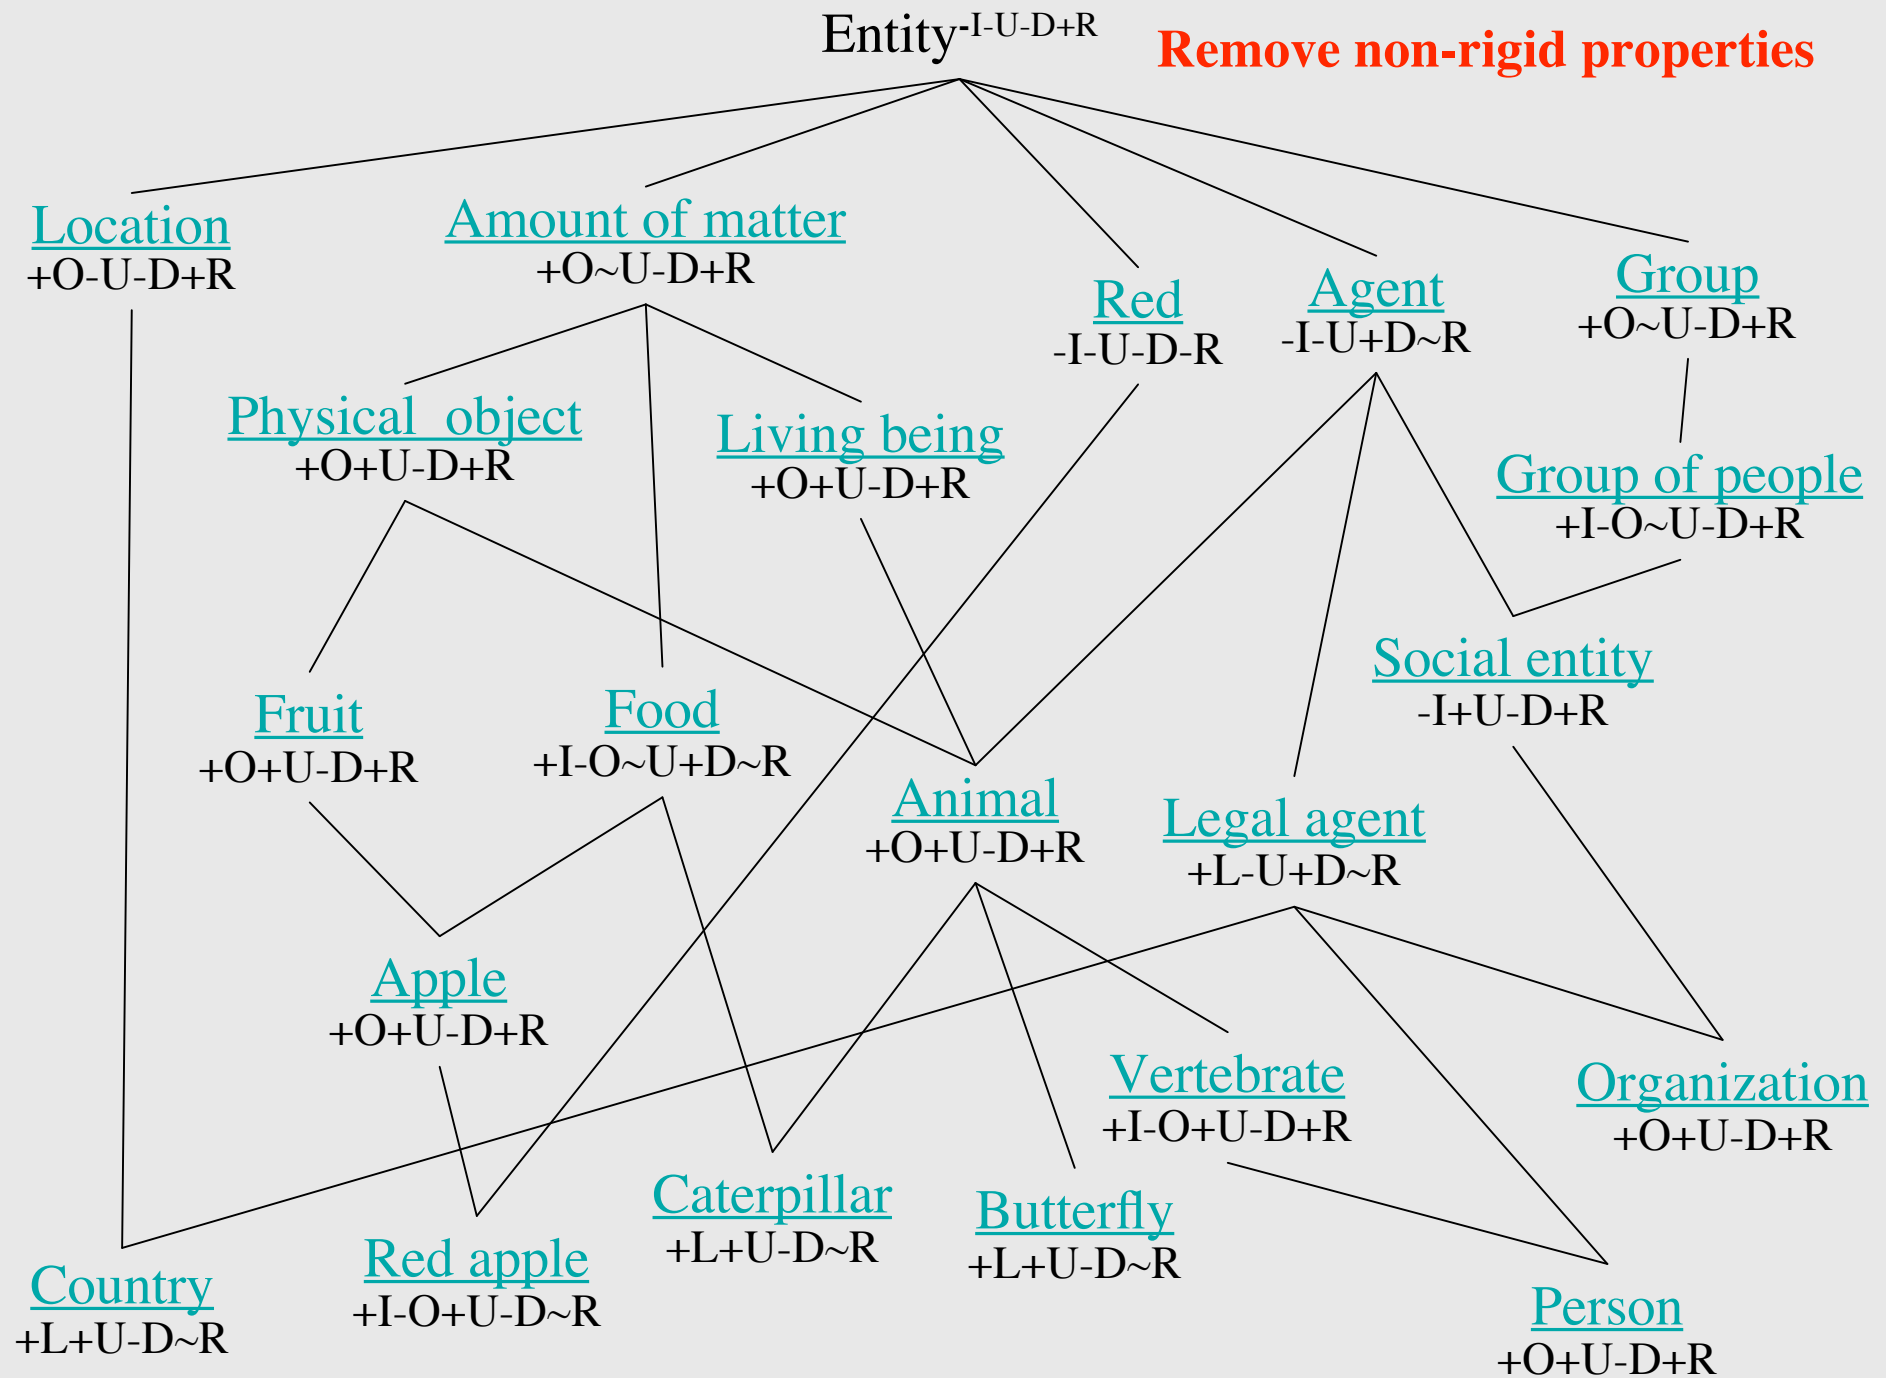 Entity-I-U-D+R
Remove non-rigid properties
Location
+O-U-D+R
Amount of matter
+O~U-D+R
Red
-I-U-D-R
Agent
-I-U+D~R
Group
+O~U-D+R
Physical object
+O+U-D+R
Living being
+O+U-D+R
Group of people
+I-O~U-D+R
Social entity
-I+U-D+R
Fruit
+O+U-D+R
Food
+I-O~U+D~R
Animal
+O+U-D+R
Legal agent
+L-U+D~R
Apple
+O+U-D+R
Vertebrate
+I-O+U-D+R
Organization
+O+U-D+R
Caterpillar
+L+U-D~R
Butterfly
+L+U-D~R
Country
+L+U-D~R
Red apple
+I-O+U-D~R
Person
+O+U-D+R